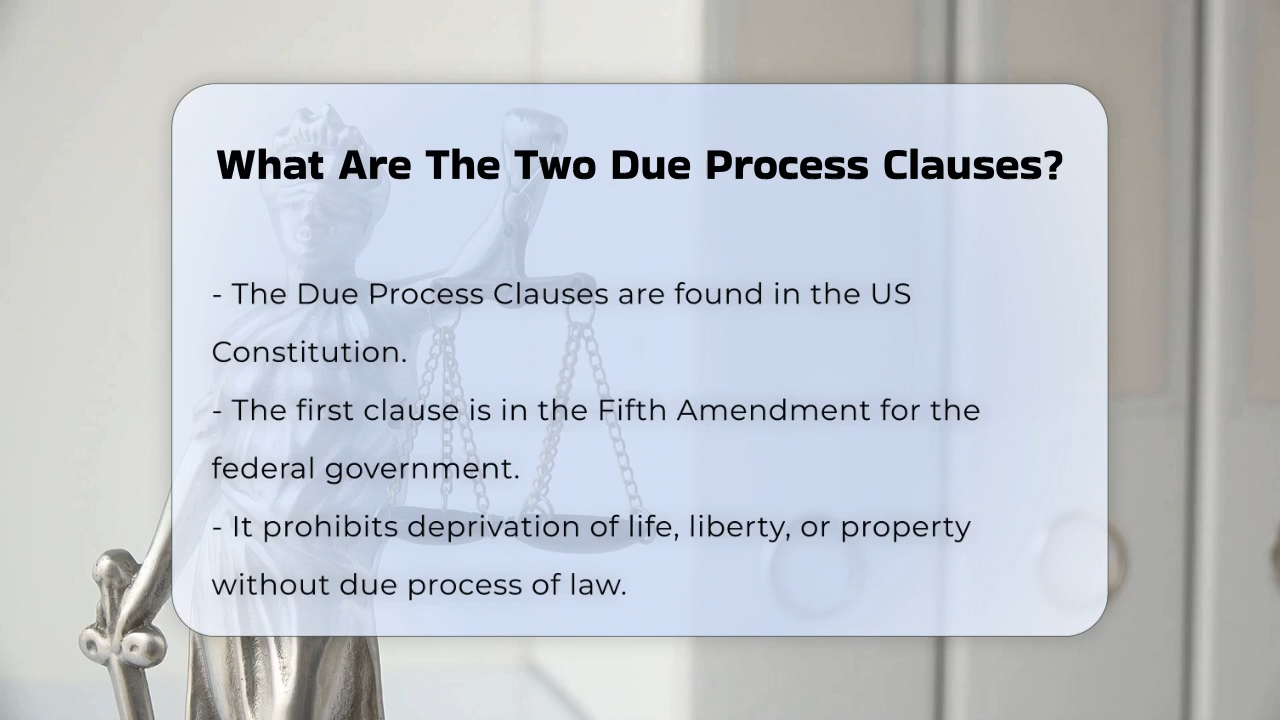 What Are The Two Due Process Clauses?
- The Due Process Clauses are found in the US
Constitution.
- The first clause is in the Fifth Amendment for the
federal government.
- It prohibits deprivation of life, liberty, or property
without due process of law.